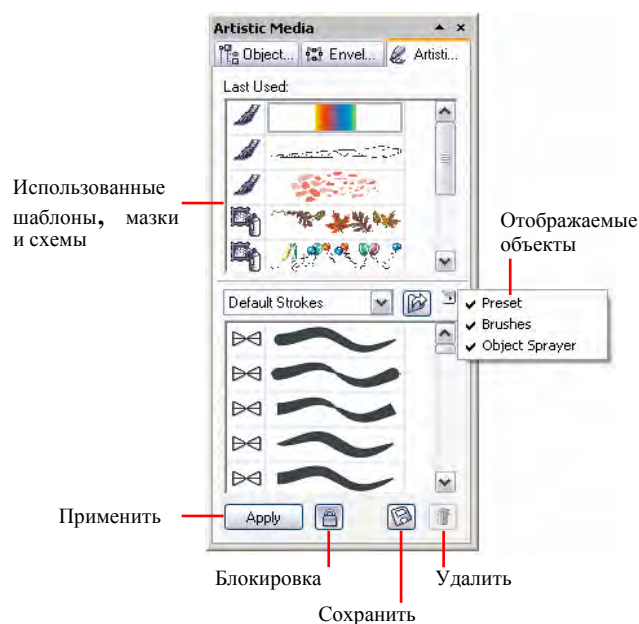 Artistic Media
Object... Envel... Artisti...
Last Used:
Использованные
шаблоны, мазки
и схемы
Отображаемые
объекты
Default Strokes
Preset
Brushes
Object Sprayer
Применить
Apply
Блокировка
Удалить
Сохранить